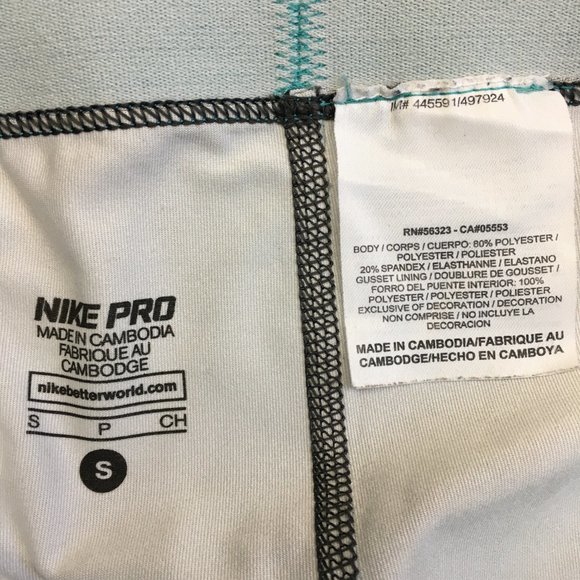 NIKE PRO
MADE IN CAMBODIA
FABRIQUE AU
CAMBODGE
nikebetterworld.com
S P CH
S
IM# 445591/497924
RN#56323 - CA#05553
BODY / CORPS / CUERPO: 80% POLYESTER /
POLYESTER / POLIESTER
20% SPANDEX / ELASTHANNE / ELASTANO
GUSSET LINING / DOUBLURE DE GOUSSET /
FORRO DEL PUENTE INTERIOR: 100%
POLYESTER / POLYESTER / POLIESTER
EXCLUSIVE OF DECORATION / DECORATION
NON COMPRISE / NO INCLUYE LA
DECORACION
MADE IN CAMBODIA/FABRIQUE AU
CAMBODGE/HECHO EN CAMBOYA